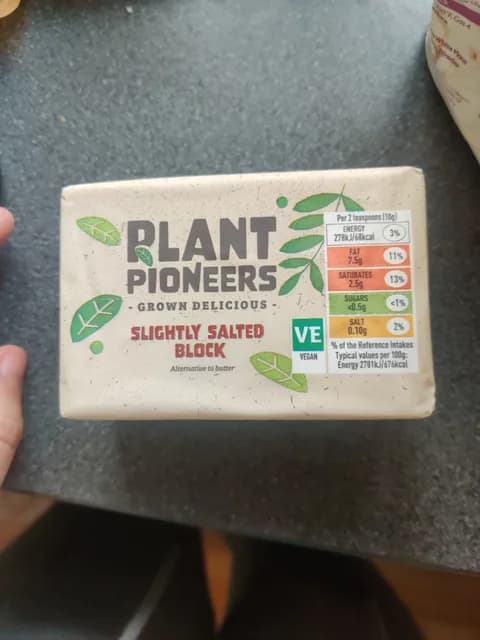 PLANT
PIONEERS
- GROWN DELICIOUS -
SLIGHTLY SALTED
BLOCK
Alternative to butter
VE
VEGAN
Per 2 teaspoons (10g)
ENERGY
278kJ/68kcal 3%
FAT
7.5g 11%
SATURATES
2.5g 13%
SUGARS
<0.5g <1%
SALT
0.10g 2%
% of the Reference Intakes
Typical values per 100g:
Energy 2781kJ/676kcal